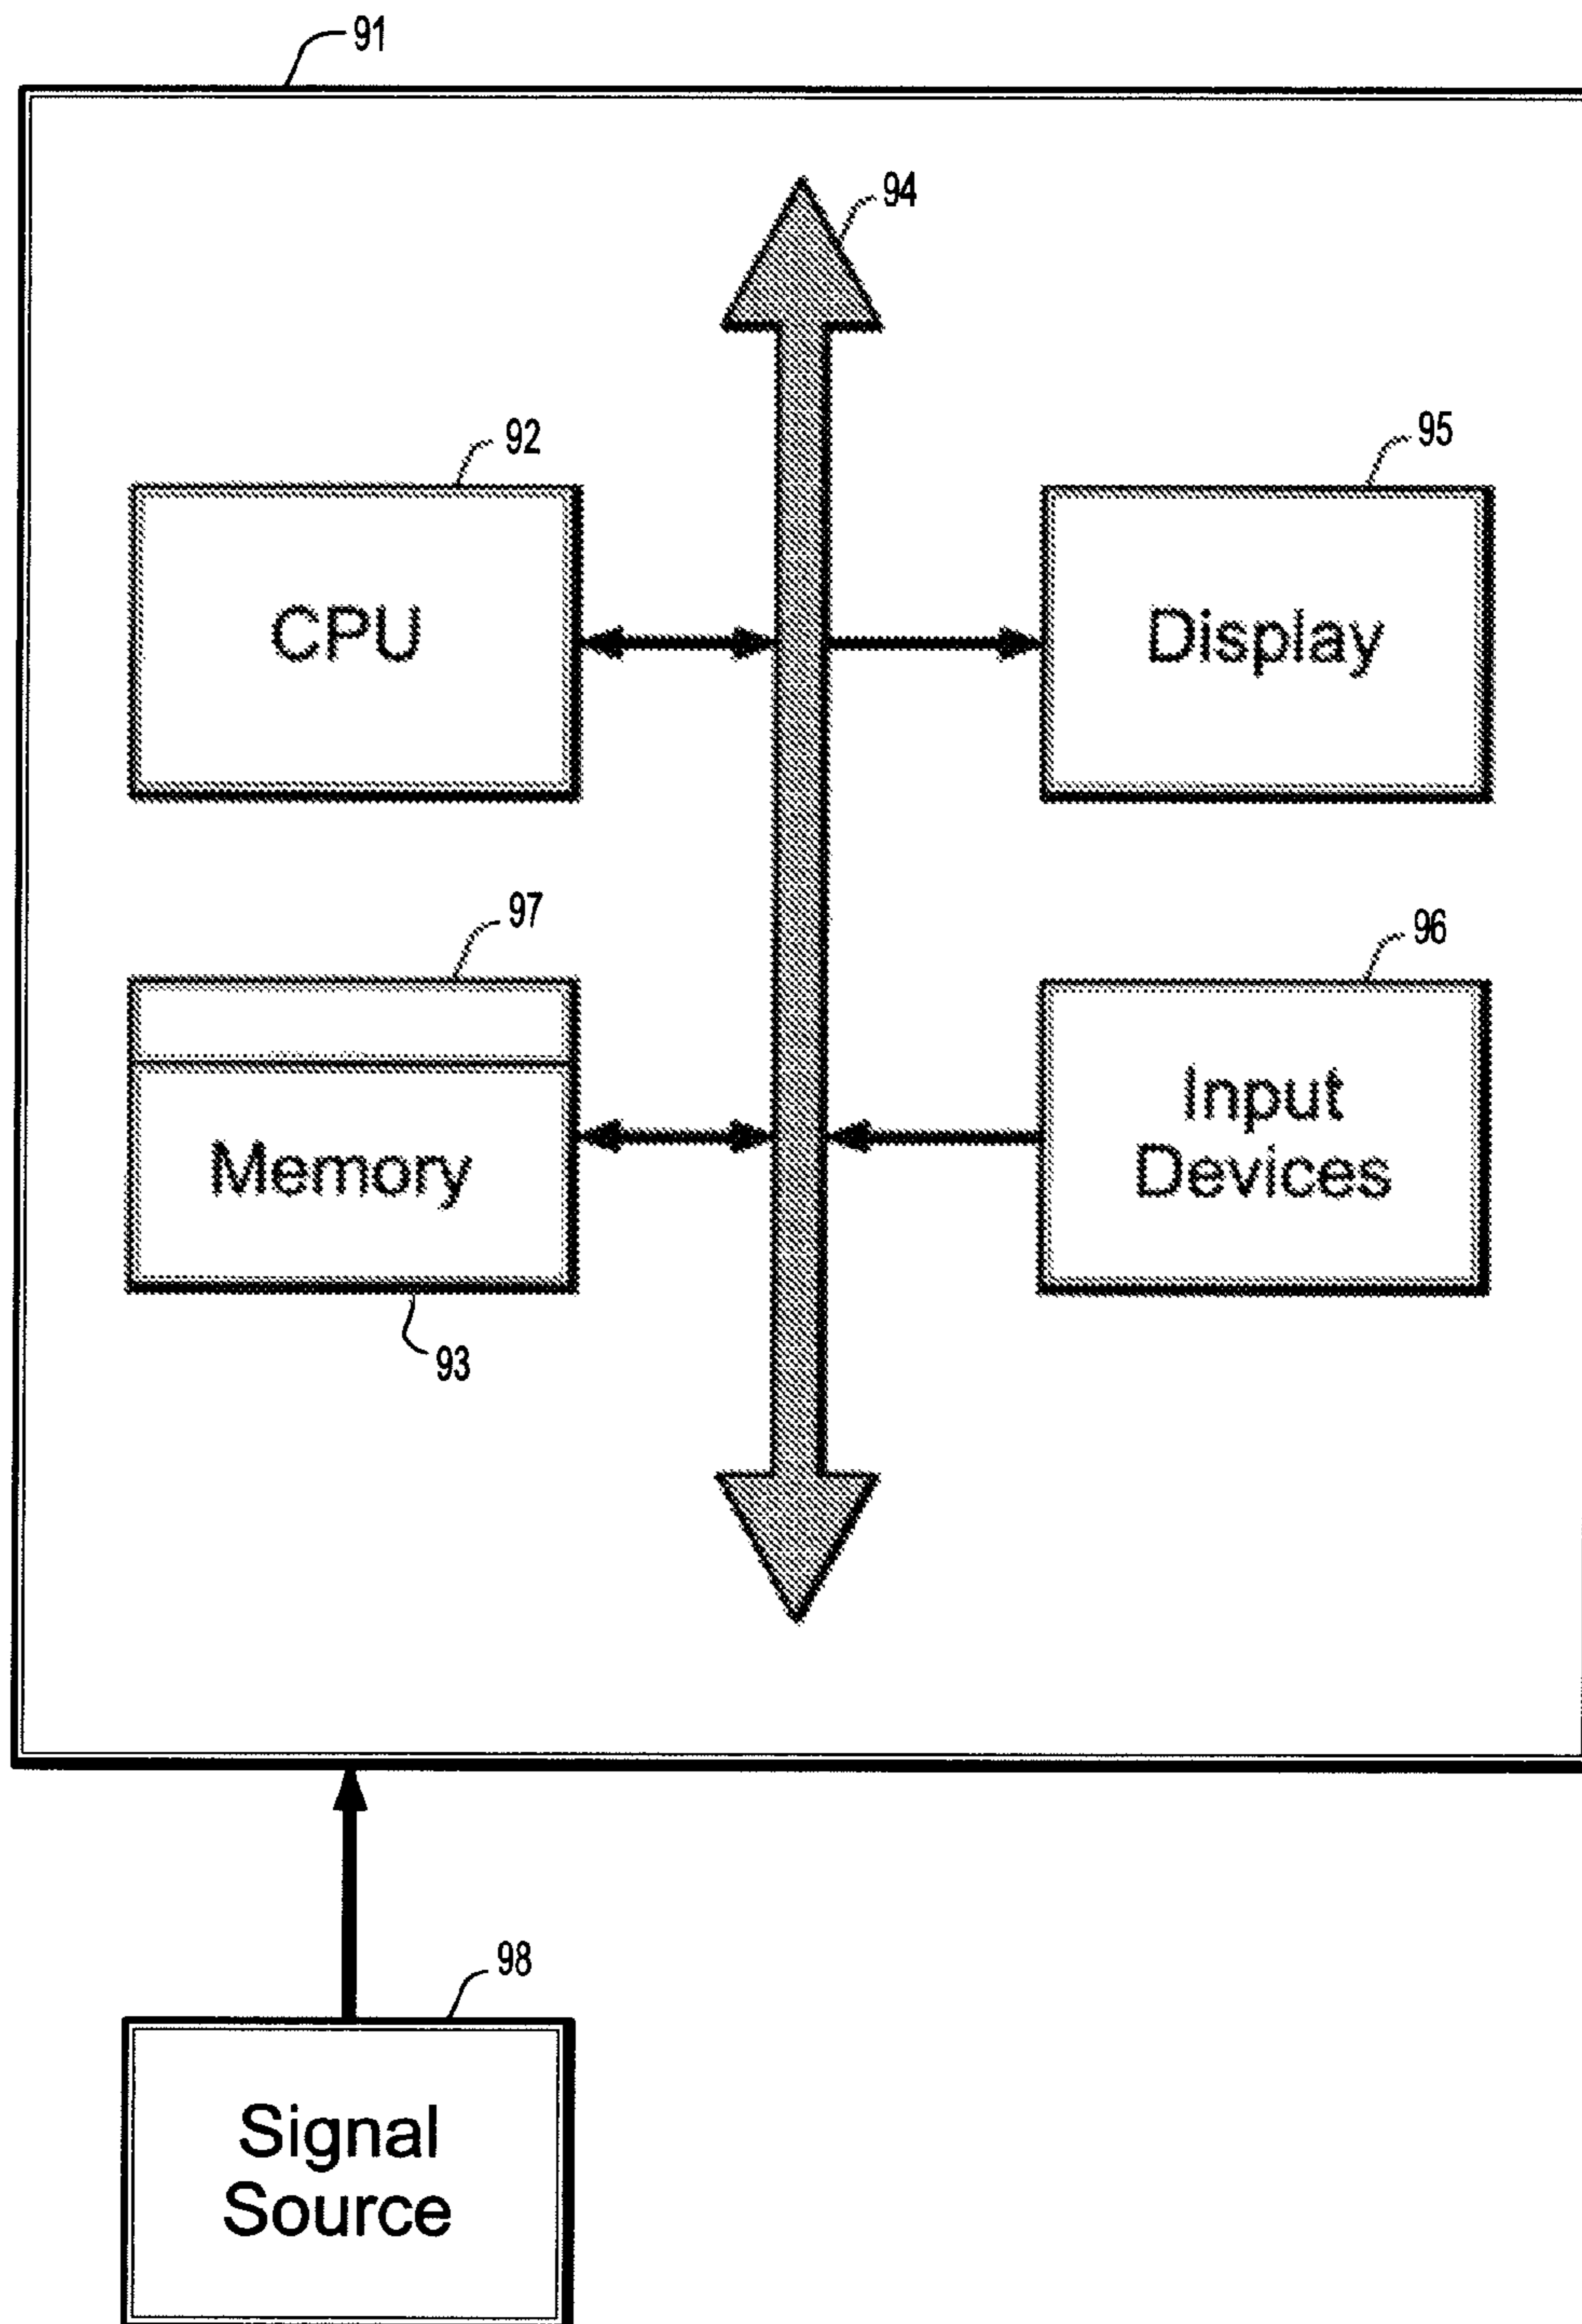 91
94
92
95
CPU
Display
97
96
Memory
Input
Devices
93
98
Signal
Source